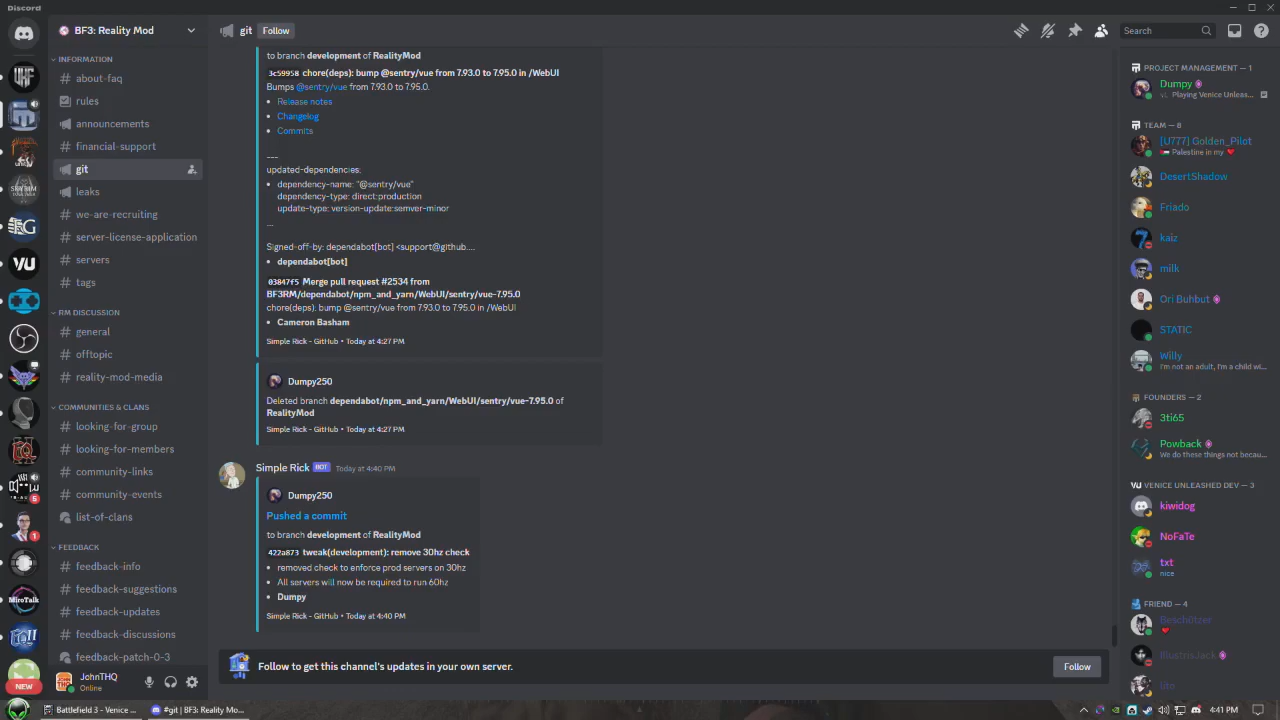 Discord
BF3: Reality Mod
INFORMATION
about-faq
rules
announcements
financial-support
git
leaks
we-are-recruiting
server-license-application
servers
tags
RM DISCUSSION
general
offtopic
reality-mod-media
COMMUNITIES & CLANS
looking-for-group
looking-for-members
community-links
community-events
list-of-clans
FEEDBACK
feedback-info
feedback-suggestions
feedback-updates
feedback-discussions
feedback-patch-0-3
JohnTHQ
Online
UHF
VU
5
1
MiroTalk
NEW
git
Follow
Search
to branch development of RealityMod
3c59958 chore(deps): bump @sentry/vue from 7.93.0 to 7.95.0 in /WebUI
Bumps @sentry/vue from 7.93.0 to 7.95.0.
• Release notes
• Changelog
• Commits
---
updated-dependencies:
• dependency-name: "@sentry/vue"
dependency-type: direct:production
update-type: version-update:semver-minor
...
Signed-off-by: dependabot[bot] <support@github....
• dependabot[bot]
03847f5 Merge pull request #2534 from
BF3RM/dependabot/npm_and_yarn/WebUI/sentry/vue-7.95.0
chore(deps): bump @sentry/vue from 7.93.0 to 7.95.0 in /WebUI
• Cameron Basham
Simple Rick - GitHub • Today at 4:27 PM
Dumpy250
Deleted branch dependabot/npm_and_yarn/WebUI/sentry/vue-7.95.0 of
RealityMod
Simple Rick - GitHub • Today at 4:27 PM
Simple Rick BOT Today at 4:40 PM
Dumpy250
Pushed a commit
to branch development of RealityMod
422a873 tweak(development): remove 30hz check
• removed check to enforce prod servers on 30hz
• All servers will now be required to run 60hz
• Dumpy
Simple Rick - GitHub • Today at 4:40 PM
Follow to get this channel's updates in your own server.
Follow
PROJECT MANAGEMENT — 1
Dumpy
Playing Venice Unleas...
TEAM — 8
[U777] Golden_Pilot
Palestine in my
DesertShadow
Friado
kaiz
milk
Ori Buhbut
STATIC
Willy
I'm not an adult, I'm a child wi...
FOUNDERS — 2
3ti65
Powback
We do these things not becau...
VENICE UNLEASHED DEV — 3
kiwidog
NoFaTe
txt
nice
FRIEND — 4
Beschützer
IllustrisJack
Battlefield 3 - Venice ...
#git | BF3: Reality Mo...
4:41 PM